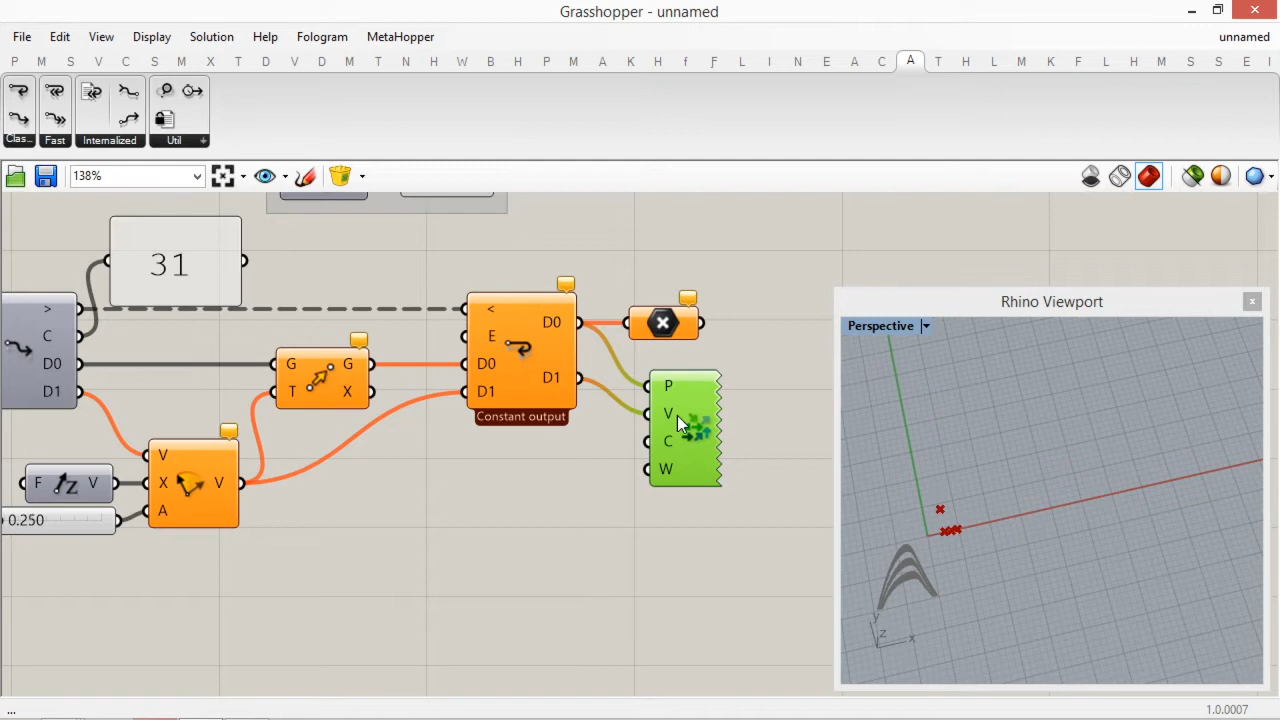 Grasshopper - unnamed
File Edit View Display Solution Help Fologram MetaHopper unnamed
P M S V C S M X T D V D M T N H W B H P M A K H f F J L I N E A C A T H L M K F L H M S S E I
Clas... Fast Internalized Util
138%
31
> C D0 D1
< E D0 D1 D0 D1
Constant output
G T G X
V X A V
F Z V
0.250
P V C W
Rhino Viewport
Perspective
y z x
... 1.0.0007